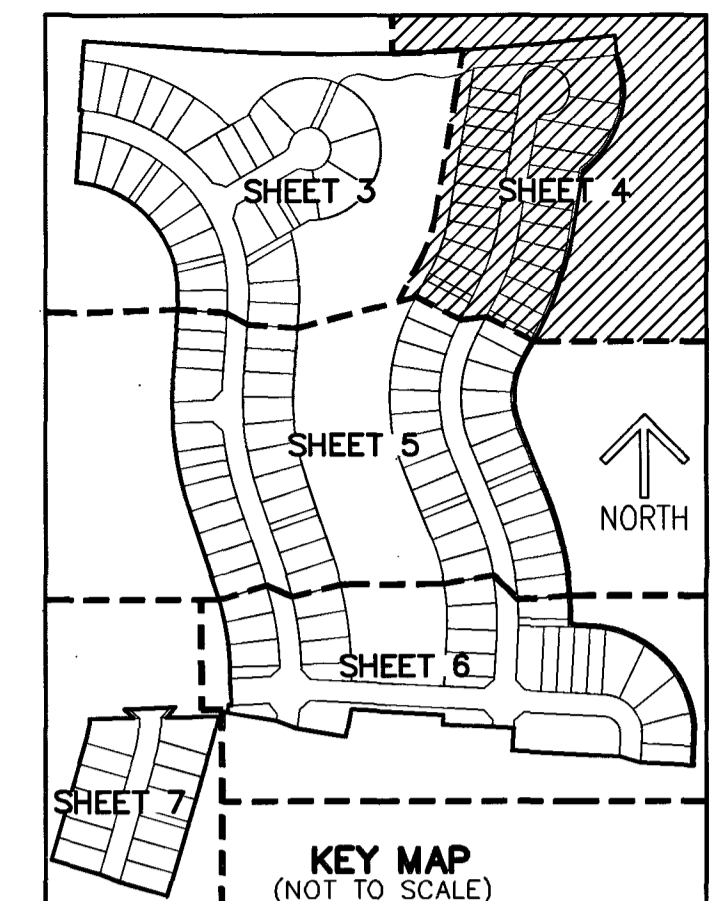 SHEET 3
SHEET 4
SHEET 5
NORTH
SHEET 6
SHEET 7
KEY MAP
(NOT TO SCALE)